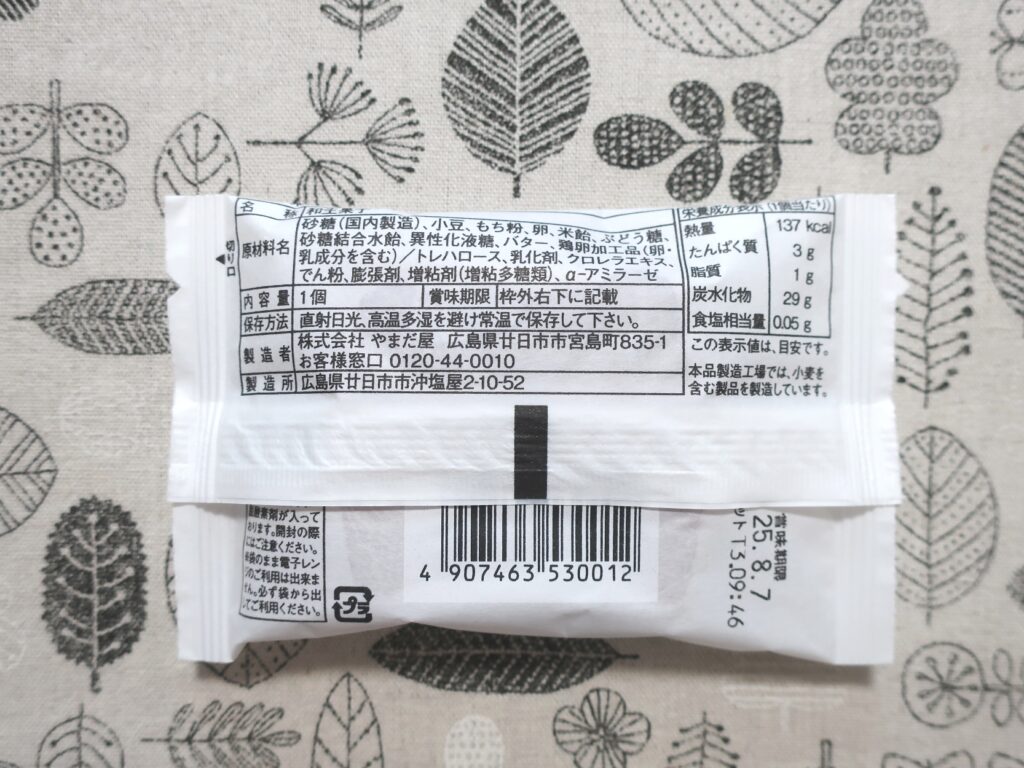 名 称 和生菓子
原材料名 砂糖(国内製造)、小豆、もち粉、卵、米飴、ぶどう糖、
砂糖結合水飴、異性化液糖、バター、鶏卵加工品(卵・
乳成分を含む)／トレハロース、乳化剤、クロレラエキス、
でん粉、膨張剤、増粘剤(増粘多糖類)、α-アミラーゼ
内容量 1個 賞味期限 枠外右下に記載
保存方法 直射日光、高温多湿を避け常温で保存して下さい。
製造者 株式会社 やまだ屋 広島県廿日市市宮島町835-1
お客様窓口 0120-44-0010
製造所 広島県廿日市市沖塩屋2-10-52
栄養成分表示(1個当たり)
熱量 137 kcal
たんぱく質 3g
脂質 1g
炭水化物 29g
食塩相当量 0.05g
この表示値は、目安です。
本品製造工場では、小麦を
含む製品を製造しています。
切り口
酸素剤が入って
おります。開封の際
にはご注意ください。
袋のまま電子レン
のご利用は出来ま
ん。必ず袋から出
してご利用ください。
プラ
4 907463 530012
賞味期限
25.8.7
ット T3.09:46